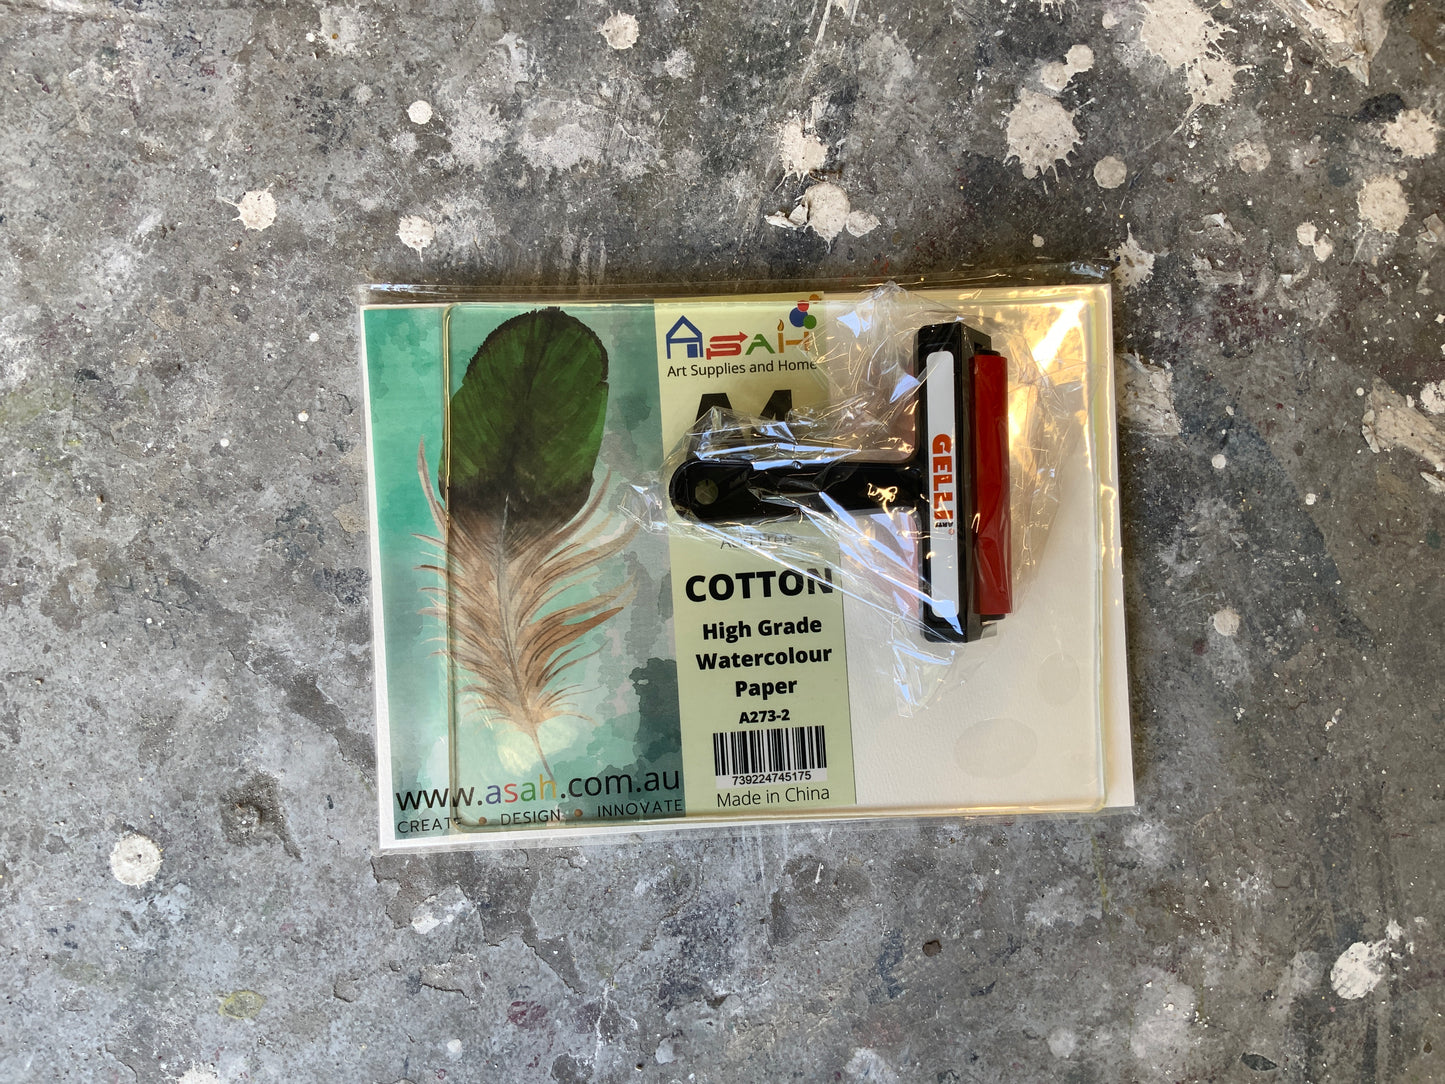 ASAH
Art Supplies and Home
A4
COTTON
High Grade
Watercolour
Paper
A273-2
739224745175
Made in China
www.asah.com.au
CREATE • DESIGN • INNOVATE
GELLI
ARTS